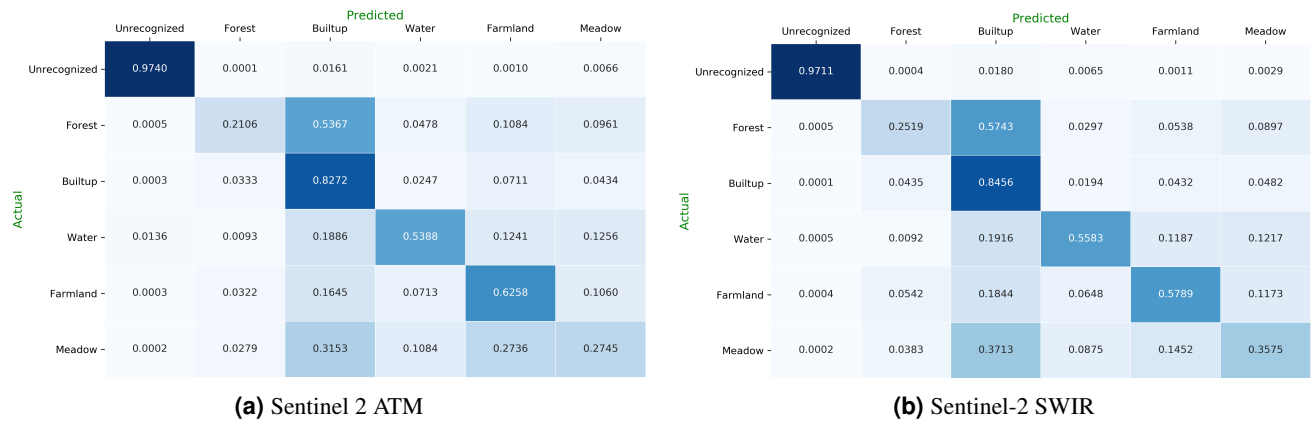 Predicted
Unrecognized Forest Builtup Water Farmland Meadow
Unrecognized 0.9740 0.0001 0.0161 0.0021 0.0010 0.0066
Forest 0.0005 0.2106 0.5367 0.0478 0.1084 0.0961
Builtup 0.0003 0.0333 0.8272 0.0247 0.0711 0.0434
Actual
Water 0.0136 0.0093 0.1886 0.5388 0.1241 0.1256
Farmland 0.0003 0.0322 0.1645 0.0713 0.6258 0.1060
Meadow 0.0002 0.0279 0.3153 0.1084 0.2736 0.2745
(a) Sentinel 2 ATM
Predicted
Unrecognized Forest Builtup Water Farmland Meadow
Unrecognized 0.9711 0.0004 0.0180 0.0065 0.0011 0.0029
Forest 0.0005 0.2519 0.5743 0.0297 0.0538 0.0897
Builtup 0.0001 0.0435 0.8456 0.0194 0.0432 0.0482
Actual
Water 0.0005 0.0092 0.1916 0.5583 0.1187 0.1217
Farmland 0.0004 0.0542 0.1844 0.0648 0.5789 0.1173
Meadow 0.0002 0.0383 0.3713 0.0875 0.1452 0.3575
(b) Sentinel-2 SWIR